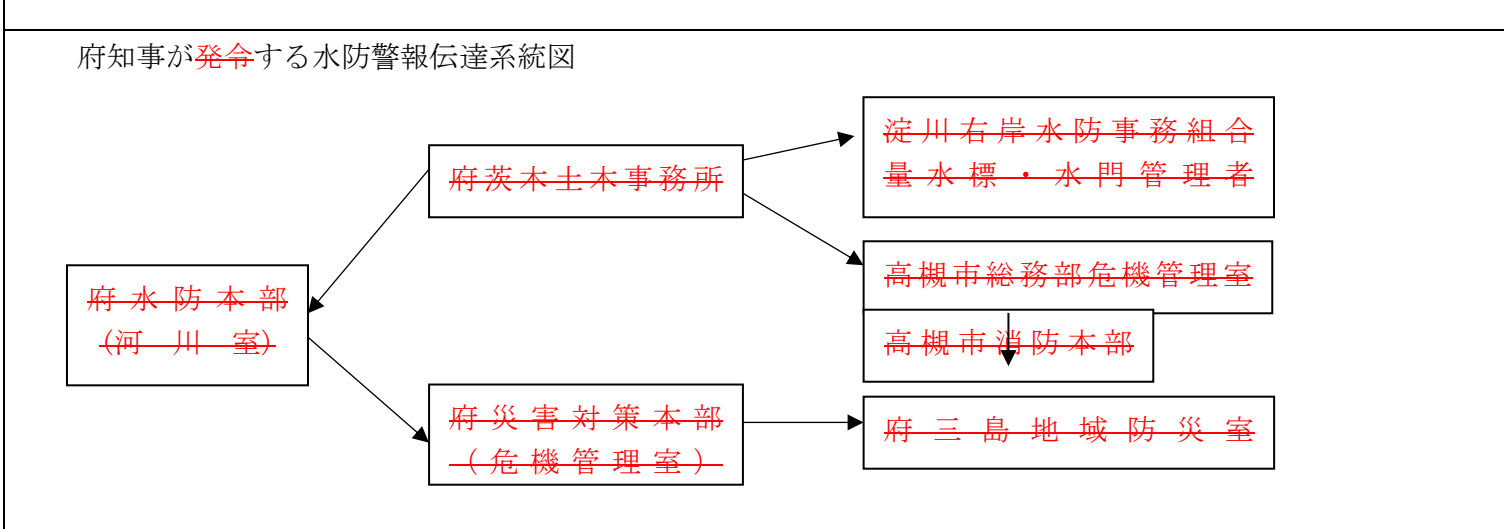 府知事が発令する水防警報伝達系統図
淀川右岸水防事務組合
量水標・水門管理者
府茨木土木事務所
高槻市総務部危機管理室
府水防本部
(河川室)
高槻市消防本部
府災害対策本部
(危機管理室)
府三島地域防災室